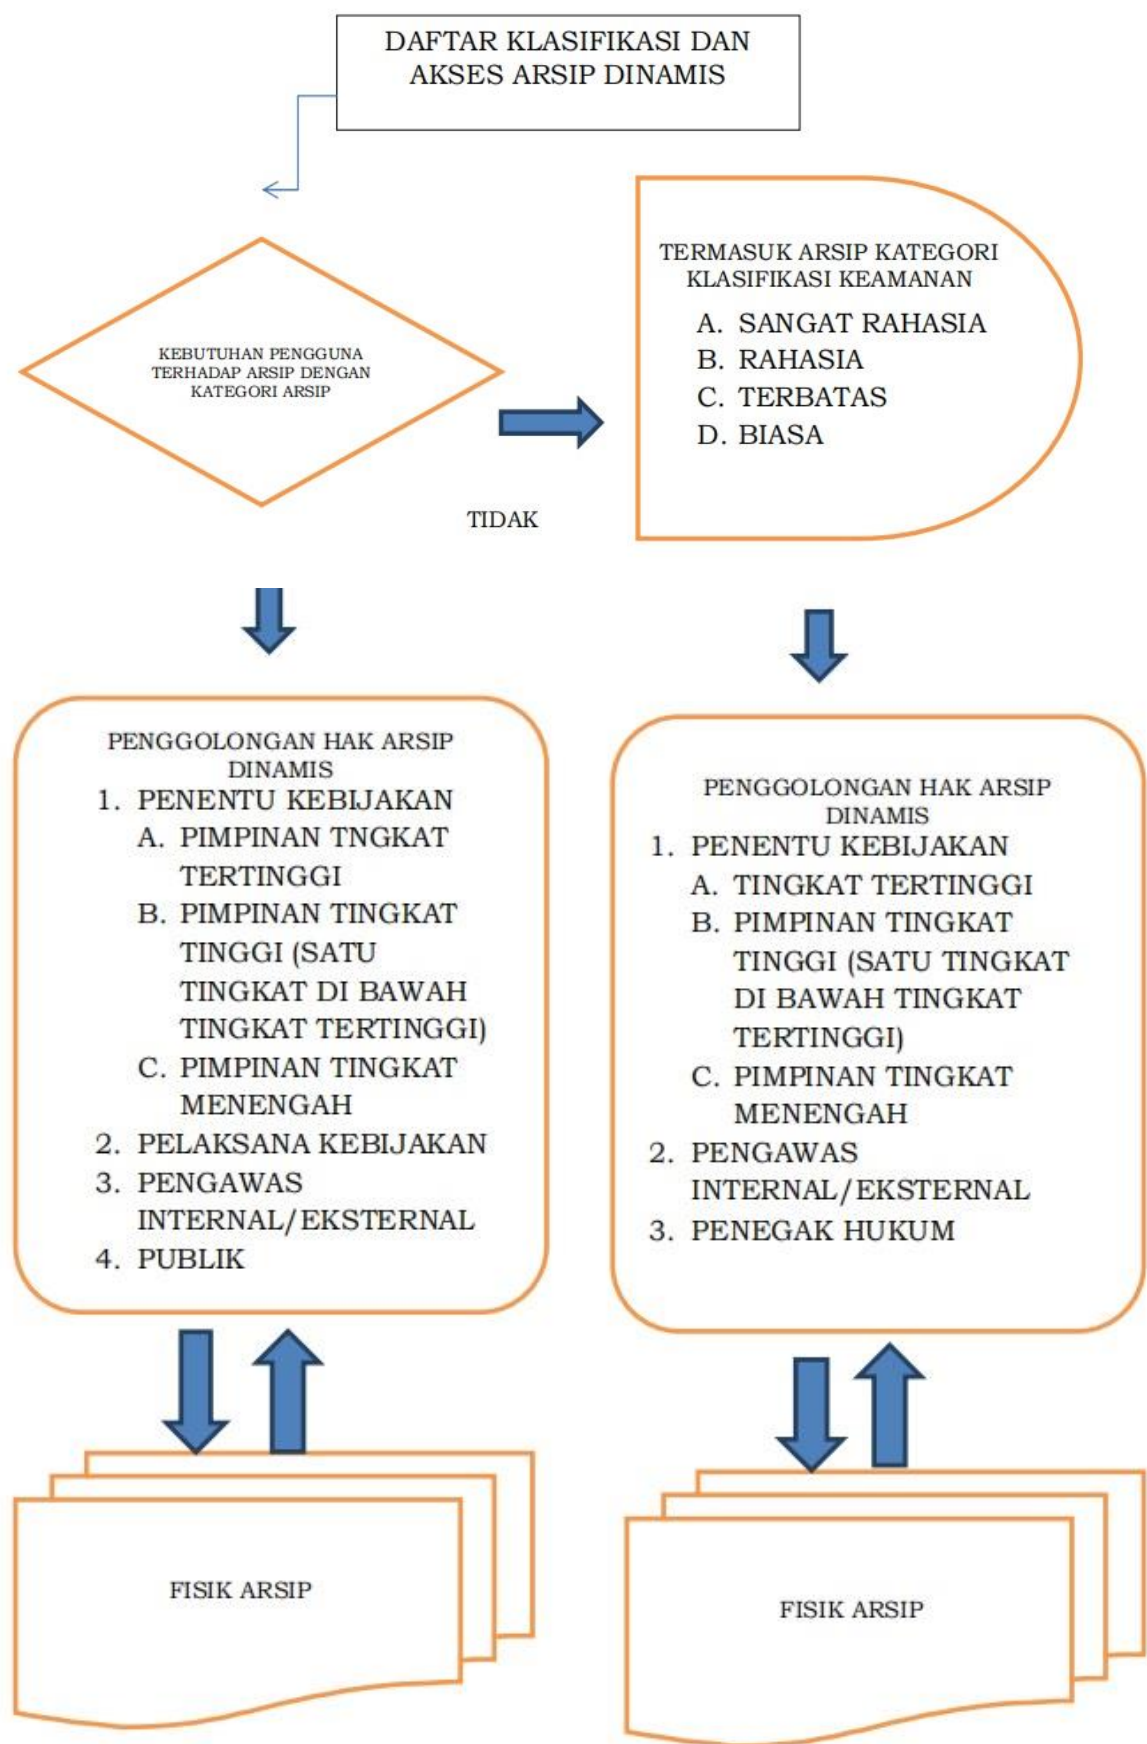 DAFTAR KLASIFIKASI DAN
AKSES ARSIP DINAMIS
KEBUTUHAN PENGGUNA
TERHADAP ARSIP DENGAN
KATEGORI ARSIP
TERMASUK ARSIP KATEGORI
KLASIFIKASI KEAMANAN
A. SANGAT RAHASIA
B. RAHASIA
C. TERBATAS
D. BIASA
TIDAK
PENGGOLONGAN HAK ARSIP
DINAMIS
1. PENENTU KEBIJAKAN
A. PIMPINAN TNGKAT
TERTINGGI
B. PIMPINAN TINGKAT
TINGGI (SATU
TINGKAT DI BAWAH
TINGKAT TERTINGGI)
C. PIMPINAN TINGKAT
MENENGAH
2. PELAKSANA KEBIJAKAN
3. PENGAWAS
INTERNAL/EKSTERNAL
4. PUBLIK
PENGGOLONGAN HAK ARSIP
DINAMIS
1. PENENTU KEBIJAKAN
A. TINGKAT TERTINGGI
B. PIMPINAN TINGKAT
TINGGI (SATU TINGKAT
DI BAWAH TINGKAT
TERTINGGI)
C. PIMPINAN TINGKAT
MENENGAH
2. PENGAWAS
INTERNAL/EKSTERNAL
3. PENEGAK HUKUM
FISIK ARSIP
FISIK ARSIP